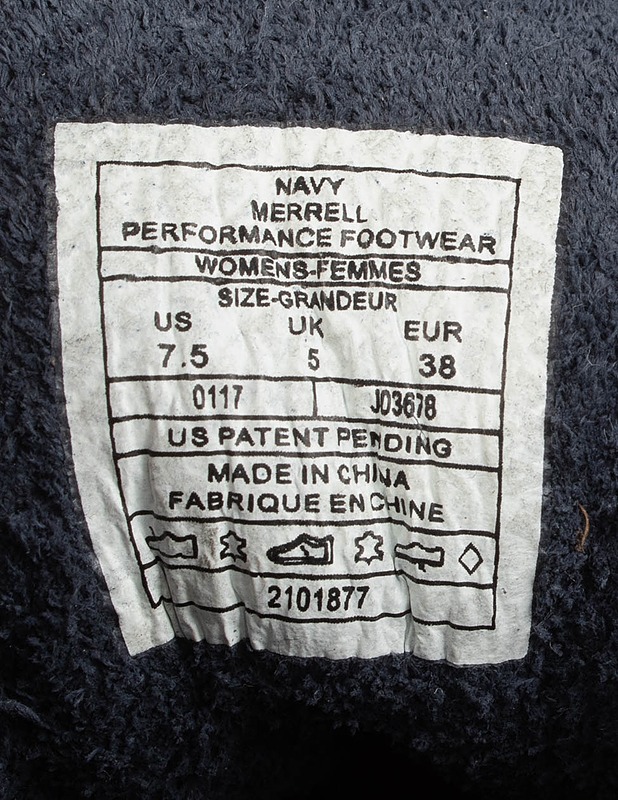 NAVY
MERRELL
PERFORMANCE FOOTWEAR
WOMENS-FEMMES
SIZE-GRANDEUR
US UK EUR
7.5 5 38
0117 J03678
US PATENT PENDING
MADE IN CHINA
FABRIQUE EN CHINE
2101877